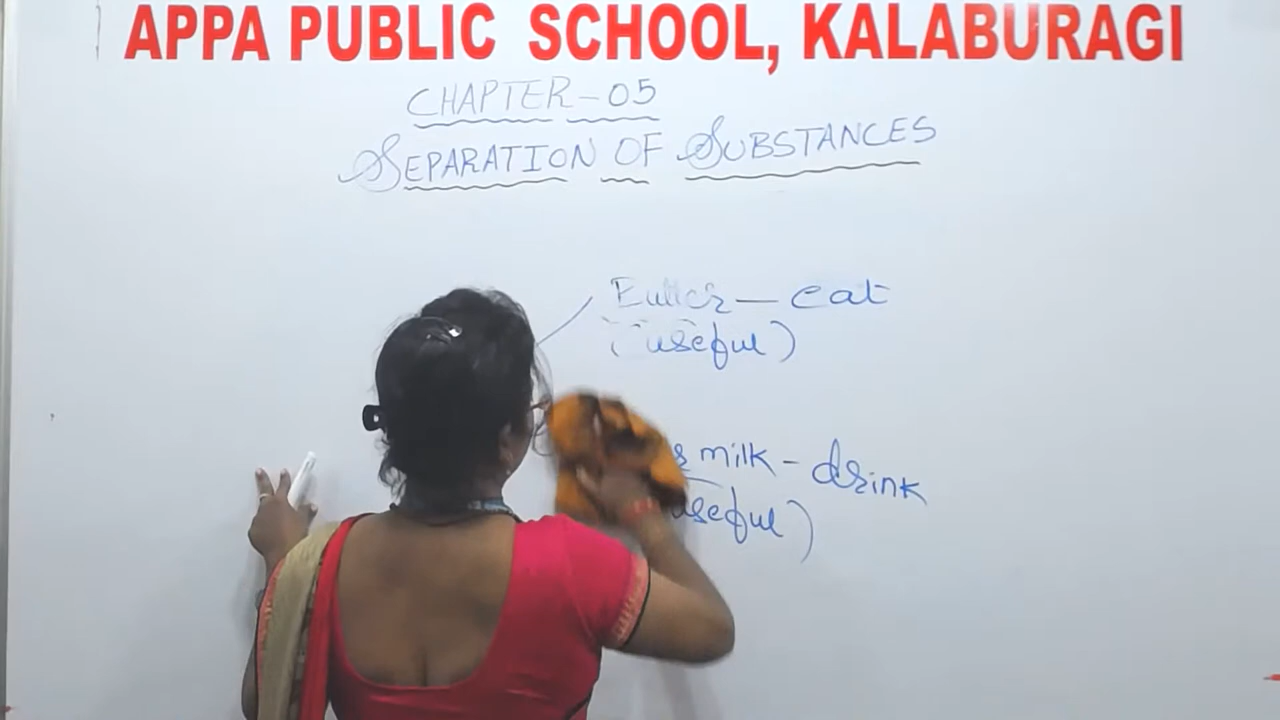 APPA PUBLIC SCHOOL, KALABURAGI
CHAPTER-05
SEPARATION OF SUBSTANCES
Butter — eat
(useful)
milk - drink
useful)